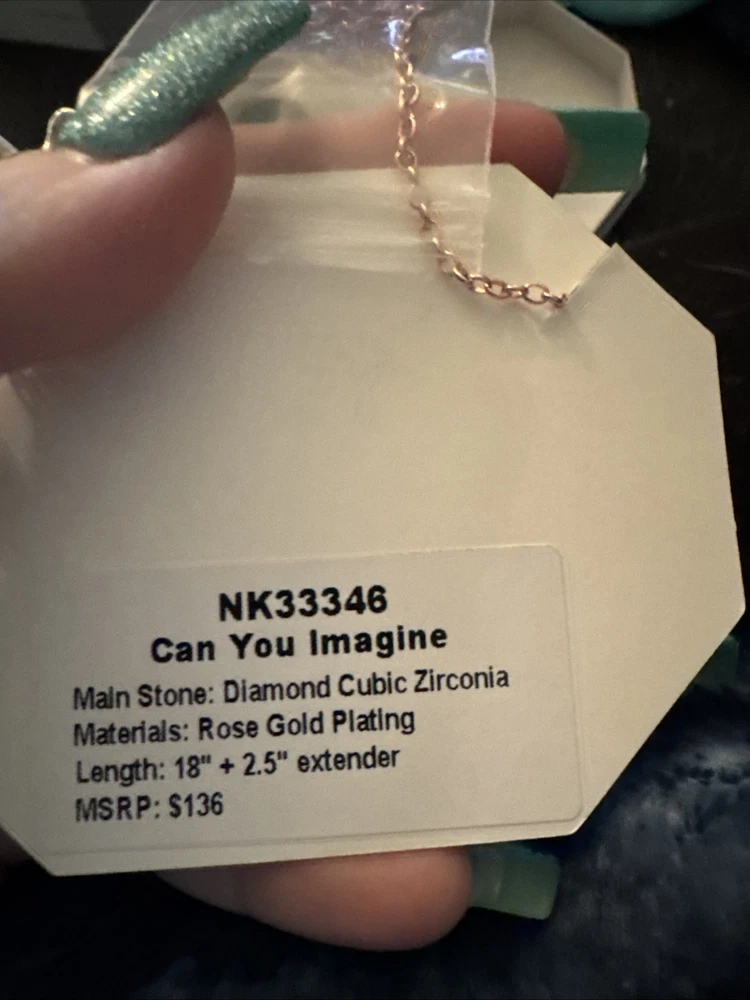 NK33346
Can You Imagine
Main Stone: Diamond Cubic Zirconia
Materials: Rose Gold Plating
Length: 18" + 2.5" extender
MSRP: $136